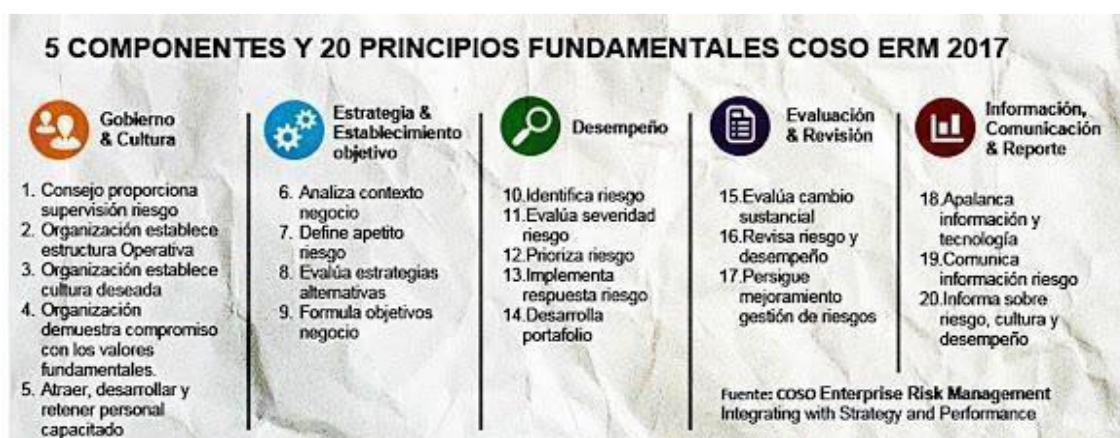 5 COMPONENTES Y 20 PRINCIPIOS FUNDAMENTALES COSO ERM 2017
Gobierno
& Cultura
1. Consejo proporciona
supervisión riesgo
2. Organización establece
estructura Operativa
3. Organización establece
cultura deseada
4. Organización
demuestra compromiso
con los valores
fundamentales.
5. Atraer, desarrollar y
retener personal
capacitado
Estrategia &
Establecimiento
objetivo
6. Analiza contexto
negocio
7. Define apetito
riesgo
8. Evalúa estrategias
alternativas
9. Formula objetivos
negocio
Desempeño
10.Identifica riesgo
11.Evalúa severidad
riesgo
12.Prioriza riesgo
13.Implementa
respuesta riesgo
14.Desarrolla
portafolio
Evaluación
& Revisión
15.Evalúa cambio
sustancial
16.Revisa riesgo y
desempeño
17.Persigue
mejoramiento
gestión de riesgos
Información,
Comunicación
& Reporte
18.Apalanca
información y
tecnología
19.Comunica
información riesgo
20.Informa sobre
riesgo, cultura y
desempeño
Fuente: COSO Enterprise Risk Management
Integrating with Strategy and Performance